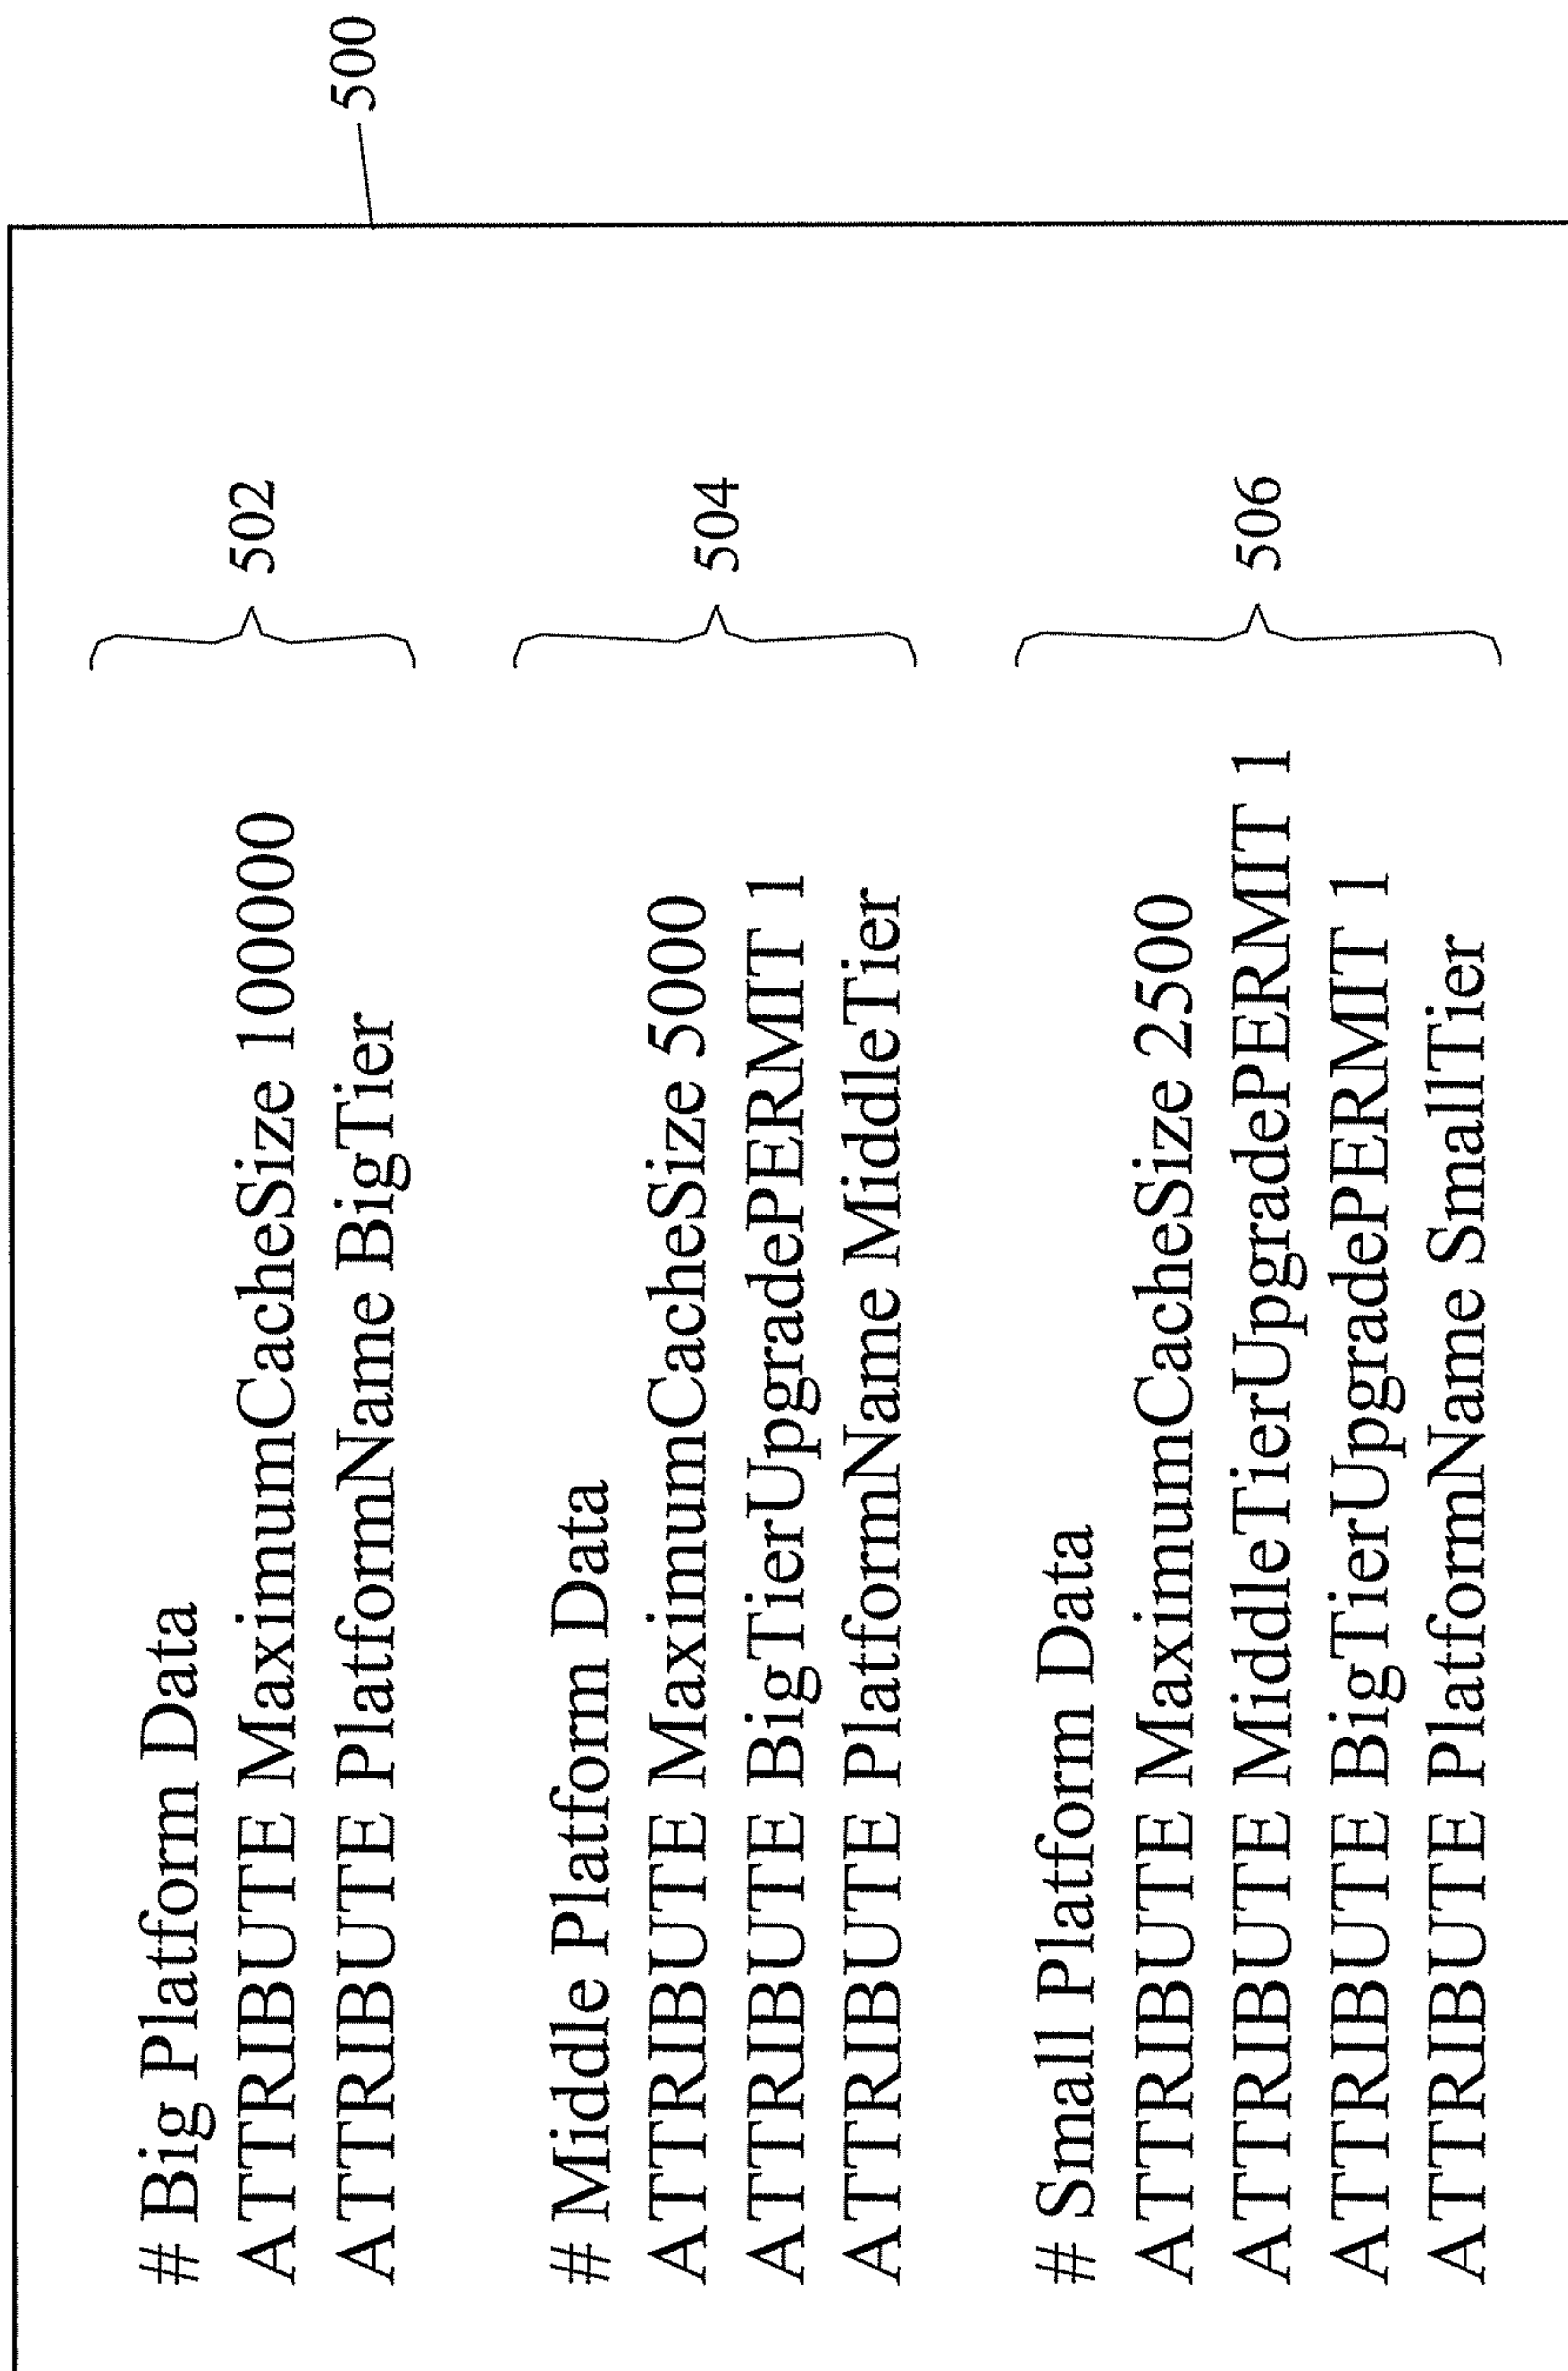 500
# Big Platform Data
ATTRIBUTE MaximumCacheSize 100000
ATTRIBUTE PlatformName BigTier
502
# Middle Platform Data
ATTRIBUTE MaximumCacheSize 5000
ATTRIBUTE BigTierUpgradePERMIT 1
ATTRIBUTE PlatformName MiddleTier
504
# Small Platform Data
ATTRIBUTE MaximumCacheSize 2500
ATTRIBUTE MiddleTierUpgradePERMIT 1
ATTRIBUTE BigTierUpgradePERMIT 1
ATTRIBUTE PlatformName SmallTier
506